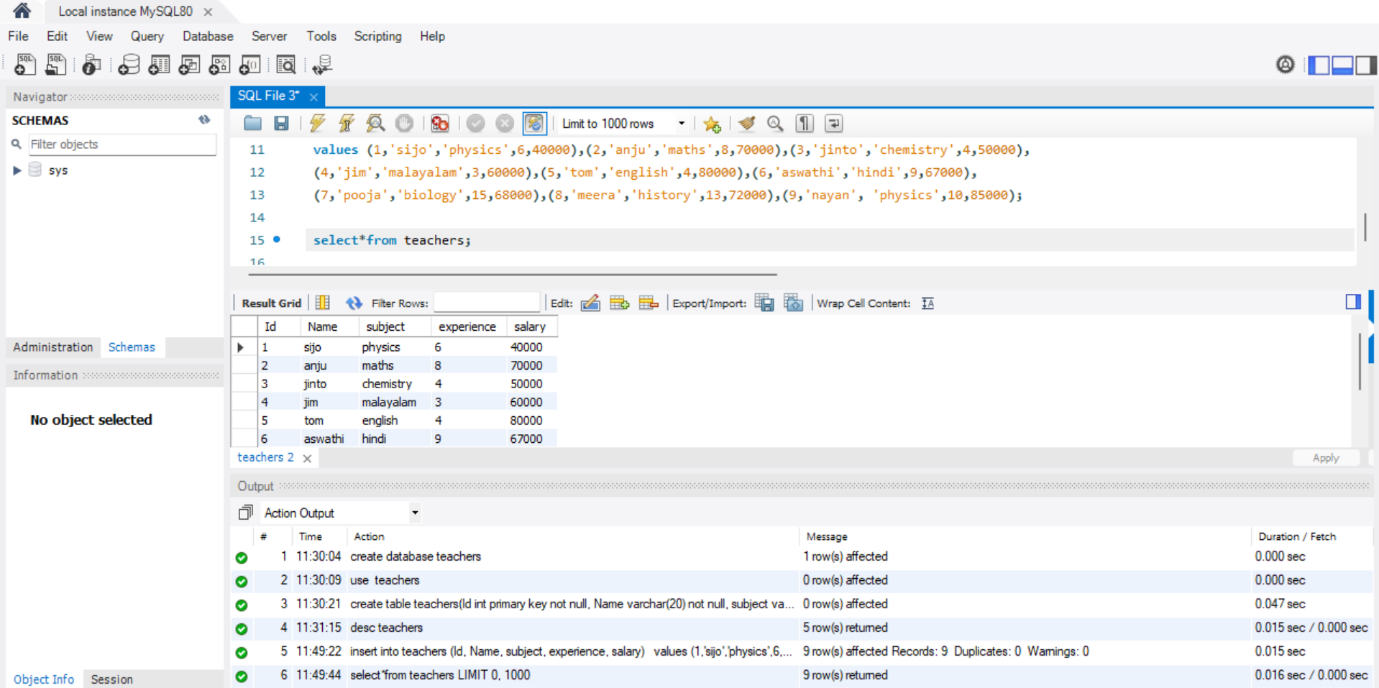 Local instance MySQL80 ×
File Edit View Query Database Server Tools Scripting Help
Navigator
SCHEMAS
Filter objects
sys
Administration Schemas
Information
No object selected
Object Info Session
SQL File 3* ×
Limit to 1000 rows
11 values (1,'sijo','physics',6,40000),(2,'anju','maths',8,70000),(3,'jinto','chemistry',4,50000),
12 (4,'jim','malayalam',3,60000),(5,'tom','english',4,80000),(6,'aswathi','hindi',9,67000),
13 (7,'pooja','biology',15,68000),(8,'meera','history',13,72000),(9,'nayan', 'physics',10,85000);
14
15 select*from teachers;
16
Result Grid Filter Rows: Edit: Export/Import: Wrap Cell Content:
Id Name subject experience salary
1 sijo physics 6 40000
2 anju maths 8 70000
3 jinto chemistry 4 50000
4 jim malayalam 3 60000
5 tom english 4 80000
6 aswathi hindi 9 67000
teachers 2 × Apply
Output
Action Output
# Time Action Message Duration / Fetch
1 11:30:04 create database teachers 1 row(s) affected 0.000 sec
2 11:30:09 use teachers 0 row(s) affected 0.000 sec
3 11:30:21 create table teachers(Id int primary key not null, Name varchar(20) not null, subject va... 0 row(s) affected 0.047 sec
4 11:31:15 desc teachers 5 row(s) returned 0.015 sec / 0.000 sec
5 11:49:22 insert into teachers (Id, Name, subject, experience, salary) values (1,'sijo','physics',6,... 9 row(s) affected Records: 9 Duplicates: 0 Warnings: 0 0.015 sec
6 11:49:44 select*from teachers LIMIT 0, 1000 9 row(s) returned 0.016 sec / 0.000 sec